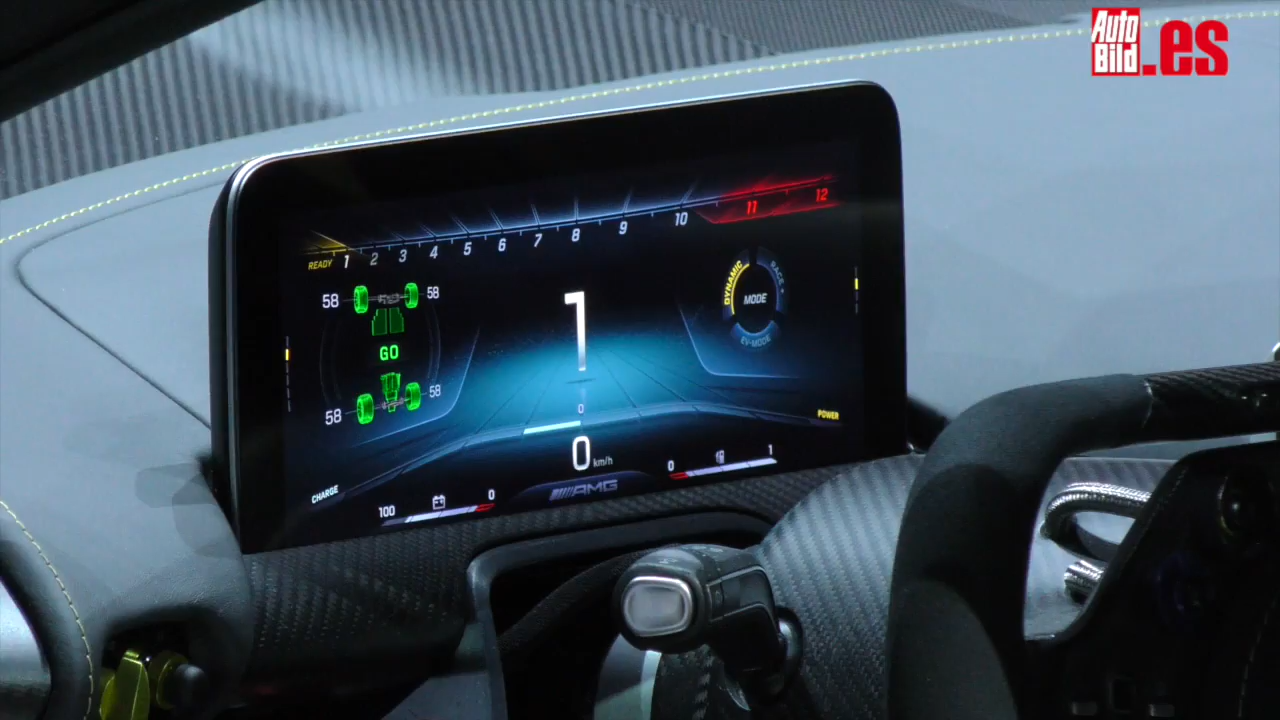 Auto
Bild.es
READY 1 2 3 4 5 6 7 8 9 10 11 12
58 58
GO
58 58
1
DYNAMIC
RACE +
MODE
EV-MODE
0
0 km/h
POWER
CHARGE
100 0
0 1
AMG